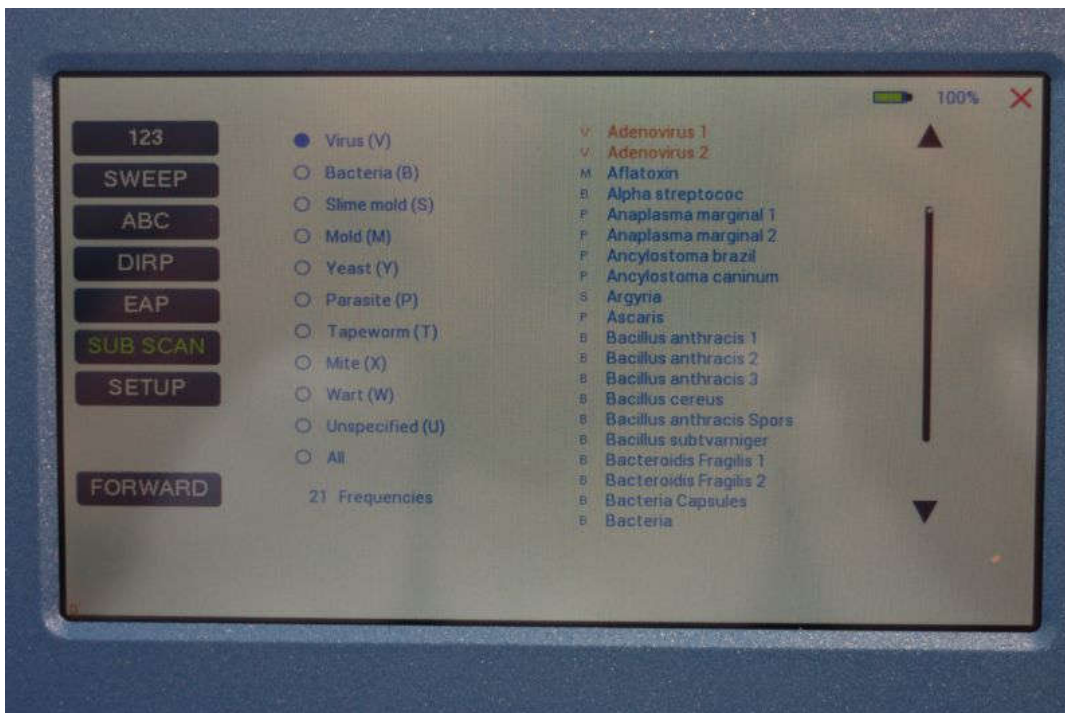 100%
123
SWEEP
ABC
DIRP
EAP
SUB SCAN
SETUP
FORWARD
Virus (V)
Bacteria (B)
Slime mold (S)
Mold (M)
Yeast (Y)
Parasite (P)
Tapeworm (T)
Mite (X)
Wart (W)
Unspecified (U)
All
21 Frequencies
V Adenovirus 1
V Adenovirus 2
M Aflatoxin
B Alpha streptococ
P Anaplasma marginal 1
P Anaplasma marginal 2
P Ancylostoma brazil
P Ancylostoma caninum
S Argyria
P Ascaris
B Bacillus anthracis 1
B Bacillus anthracis 2
B Bacillus anthracis 3
B Bacillus cereus
B Bacillus anthracis Spors
B Bacillus subtvarniger
B Bacteroidis Fragilis 1
B Bacteroidis Fragilis 2
B Bacteria Capsules
B Bacteria